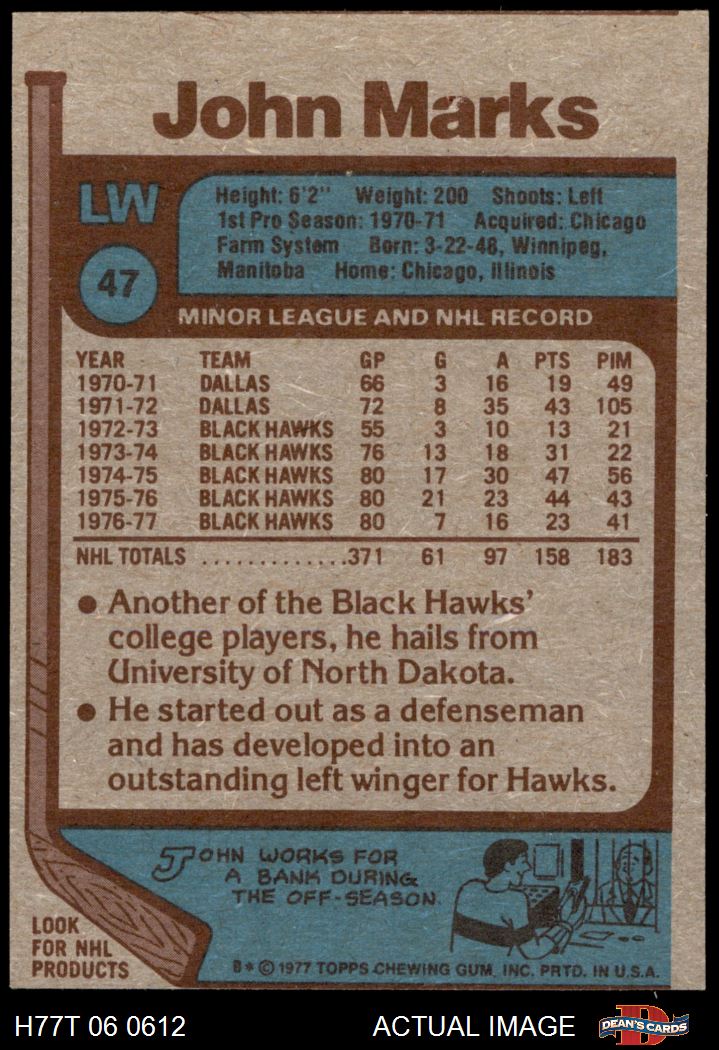 John Marks
LW
47
Height: 6'2" Weight: 200 Shoots: Left
1st Pro Season: 1970-71 Acquired: Chicago
Farm System Born: 3-22-48, Winnipeg,
Manitoba Home: Chicago, Illinois
MINOR LEAGUE AND NHL RECORD
YEAR TEAM GP G A PTS PIM
1970-71 DALLAS 66 3 16 19 49
1971-72 DALLAS 72 8 35 43 105
1972-73 BLACK HAWKS 55 3 10 13 21
1973-74 BLACK HAWKS 76 13 18 31 22
1974-75 BLACK HAWKS 80 17 30 47 56
1975-76 BLACK HAWKS 80 21 23 44 43
1976-77 BLACK HAWKS 80 7 16 23 41
NHL TOTALS ..............371 61 97 158 183
● Another of the Black Hawks'
college players, he hails from
University of North Dakota.
● He started out as a defenseman
and has developed into an
outstanding left winger for Hawks.
JOHN WORKS FOR
A BANK DURING
THE OFF-SEASON.
LOOK
FOR NHL
PRODUCTS
B* © 1977 TOPPS CHEWING GUM, INC. PRTD. IN U.S.A.
H77T 06 0612 ACTUAL IMAGE
D
DEAN'S CARDS